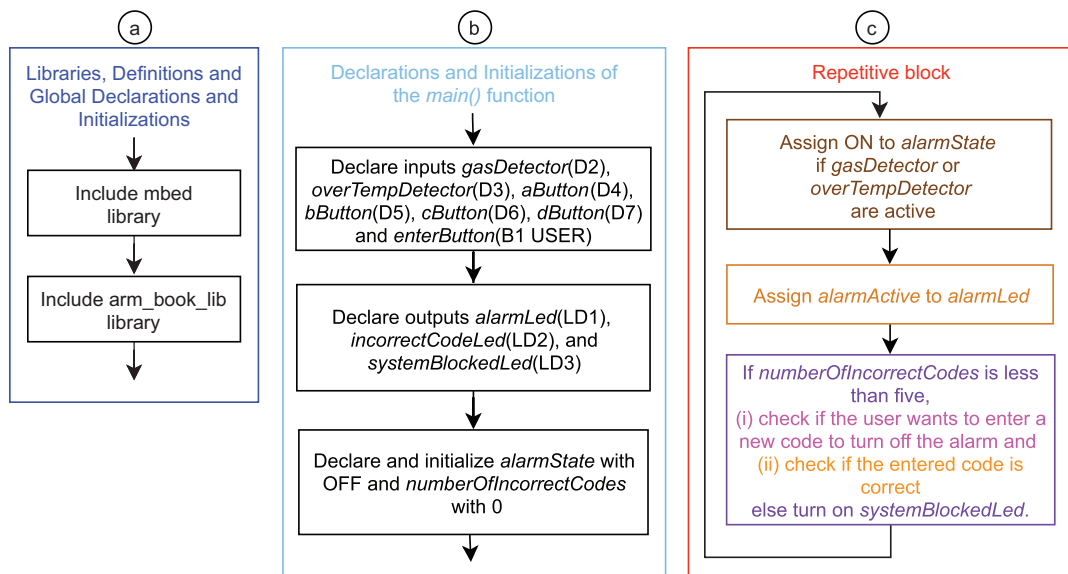 a
Libraries, Definitions and
Global Declarations and
Initializations
Include mbed
library
Include arm_book_lib
library
b
Declarations and Initializations of
the main() function
Declare inputs gasDetector(D2),
overTempDetector(D3), aButton(D4),
bButton(D5), cButton(D6), dButton(D7)
and enterButton(B1 USER)
Declare outputs alarmLed(LD1),
incorrectCodeLed(LD2), and
systemBlockedLed(LD3)
Declare and initialize alarmState with
OFF and numberOfIncorrectCodes
with 0
c
Repetitive block
Assign ON to alarmState
if gasDetector or
overTempDetector
are active
Assign alarmActive to alarmLed
If numberOfIncorrectCodes is less
than five,
(i) check if the user wants to enter a
new code to turn off the alarm and
(ii) check if the entered code is
correct
else turn on systemBlockedLed.